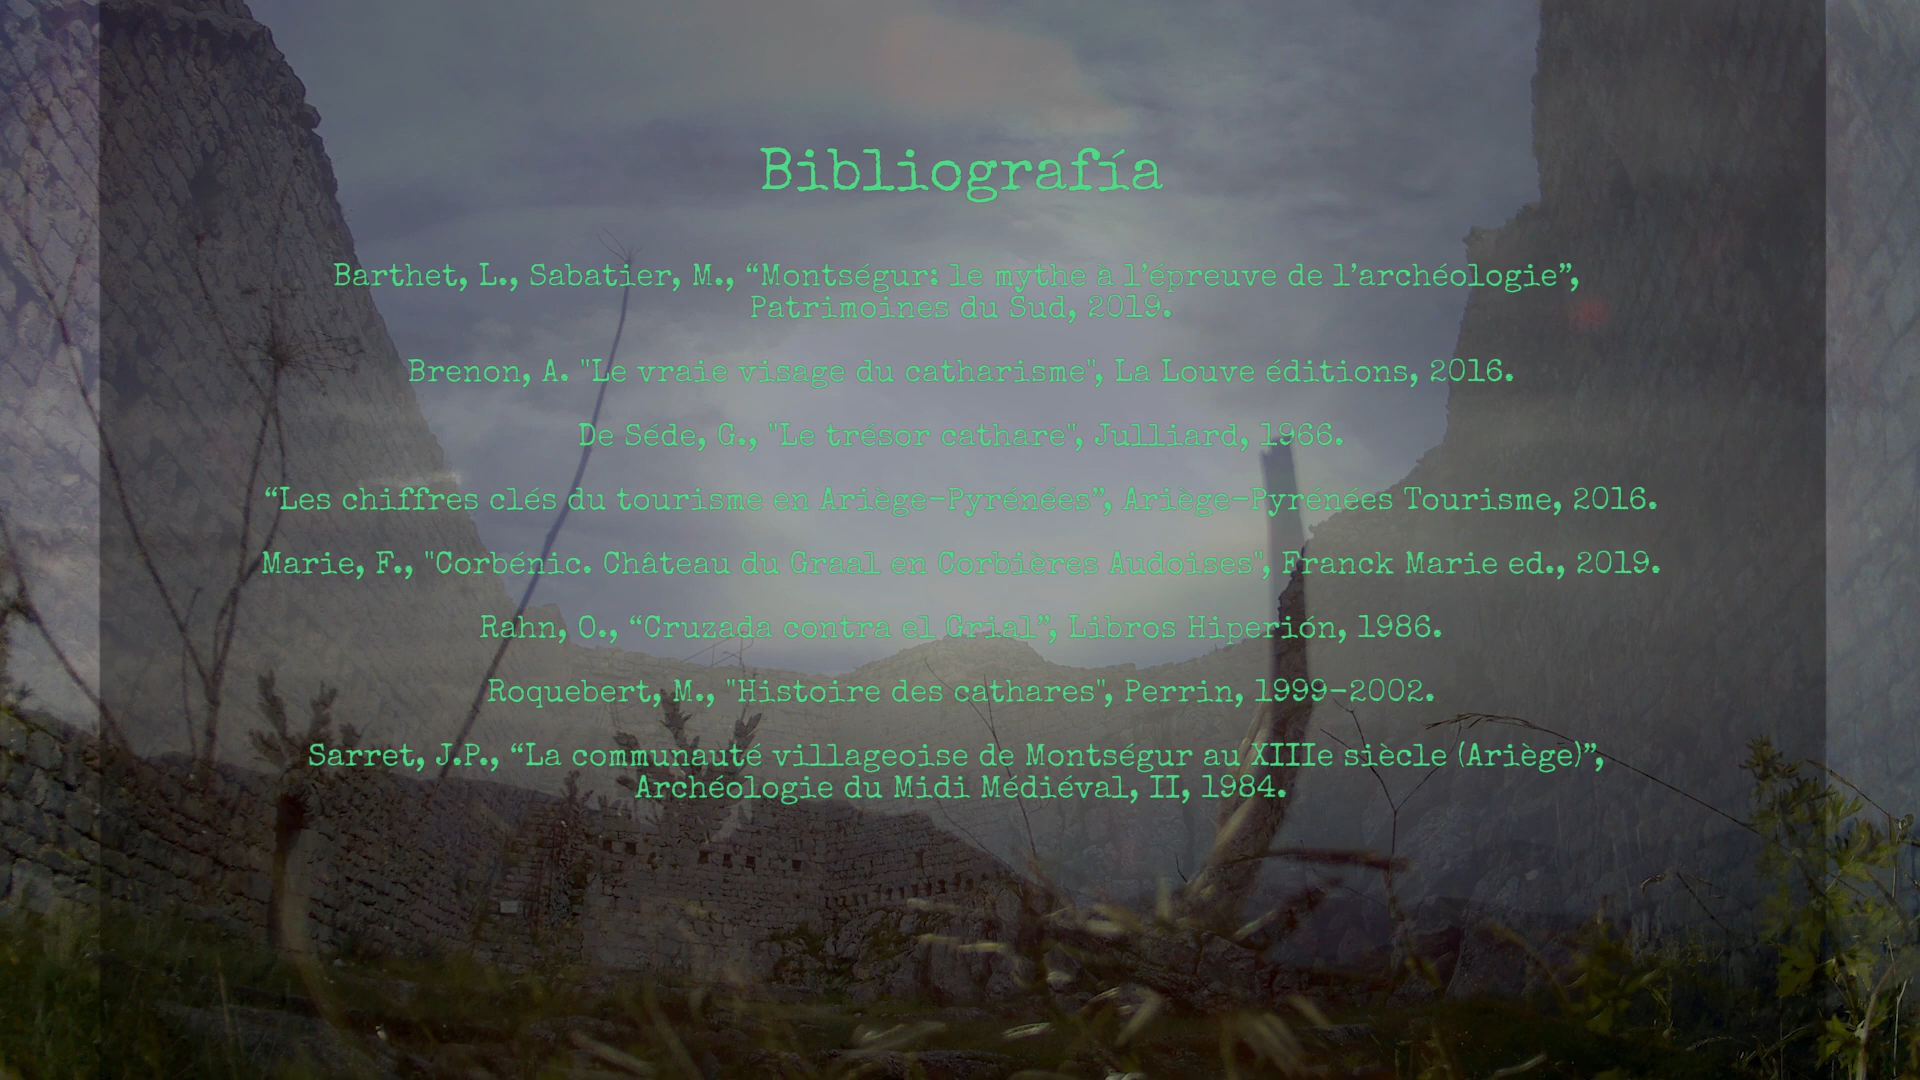 Bibliografía
Barthet, L., Sabatier, M., “Montségur: le mythe à l’épreuve de l’archéologie”,
Patrimoines du Sud, 2019.
Brenon, A. "Le vraie visage du catharisme", La Louve éditions, 2016.
De Séde, G., "Le trésor cathare", Julliard, 1966.
“Les chiffres clés du tourisme en Ariège-Pyrénées”, Ariège-Pyrénées Tourisme, 2016.
Marie, F., "Corbénic. Château du Graal en Corbières Audoises", Franck Marie ed., 2019.
Rahn, O., “Cruzada contra el Grial”, Libros Hiperión, 1986.
Roquebert, M., "Histoire des cathares", Perrin, 1999-2002.
Sarret, J.P., “La communauté villageoise de Montségur au XIIIe siècle (Ariège)”,
Archéologie du Midi Médiéval, II, 1984.